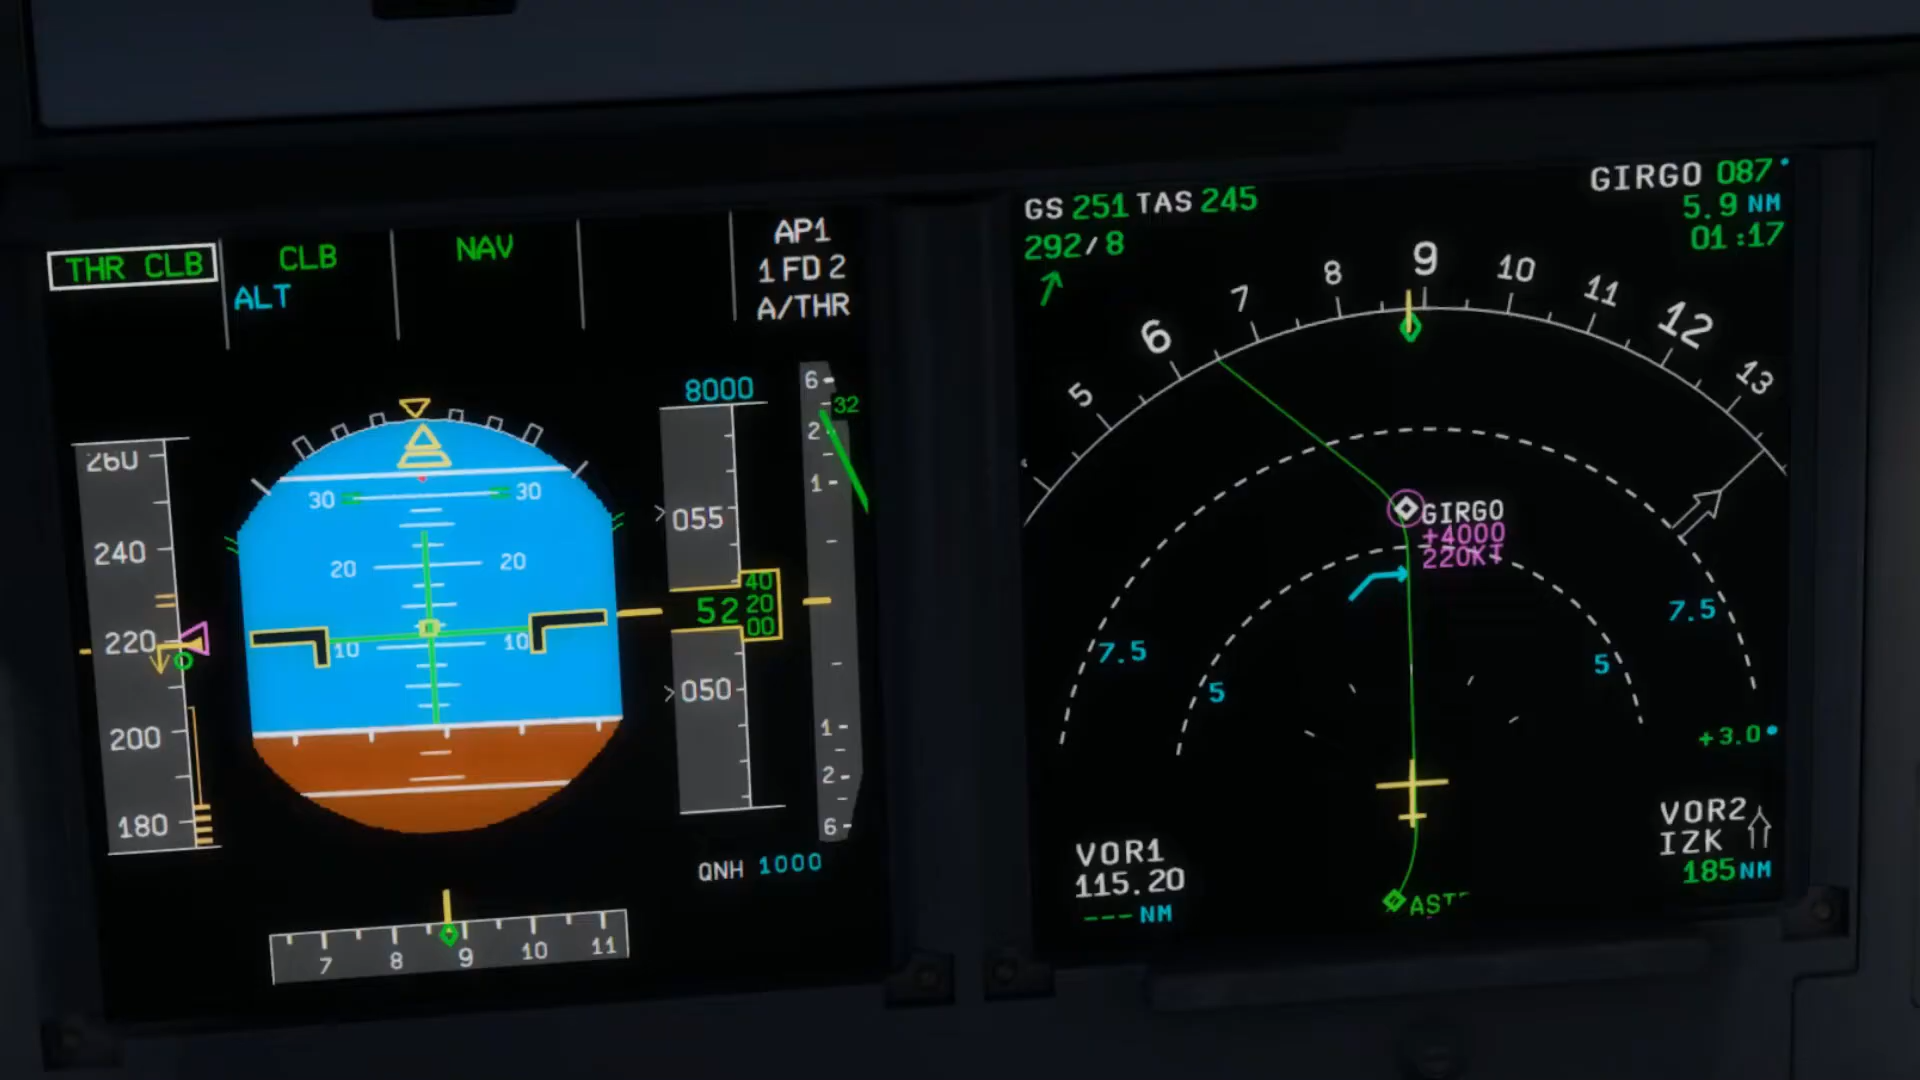 THR CLB CLB NAV AP1
ALT 1 FD 2
A/THR
8000
6
32
2
1
260
240
220
200
180
30 30
20 20
10 10
055
52
40
20
00
050
1
2
6
QNH 1000
7 8 9 10 11
GS 251 TAS 245
292/8
GIRGO 087°
5.9 NM
01:17
5 6 7 8 9 10 11 12 13
GIRGO
+4000
220KT
7.5 7.5
5 5
+3.0°
VOR1
115.20
--- NM
VOR2
IZK
185 NM